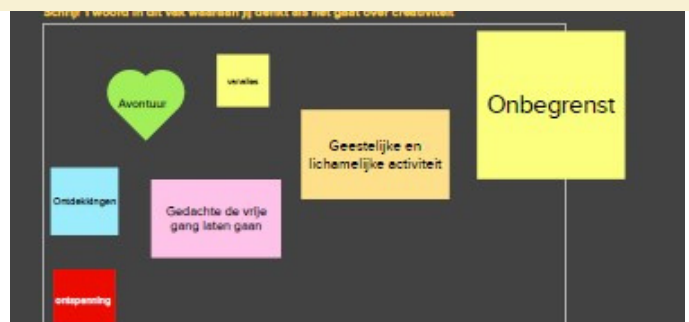 Schrijf 1 woord in dit vak waaraan jij denkt als het gaat over creativiteit
Avontuur
Onbegrenst
Geestelijke en
lichamelijke activiteit
Ontdekkingen
Gedachte de vrije
gang laten gaan
ontspanning